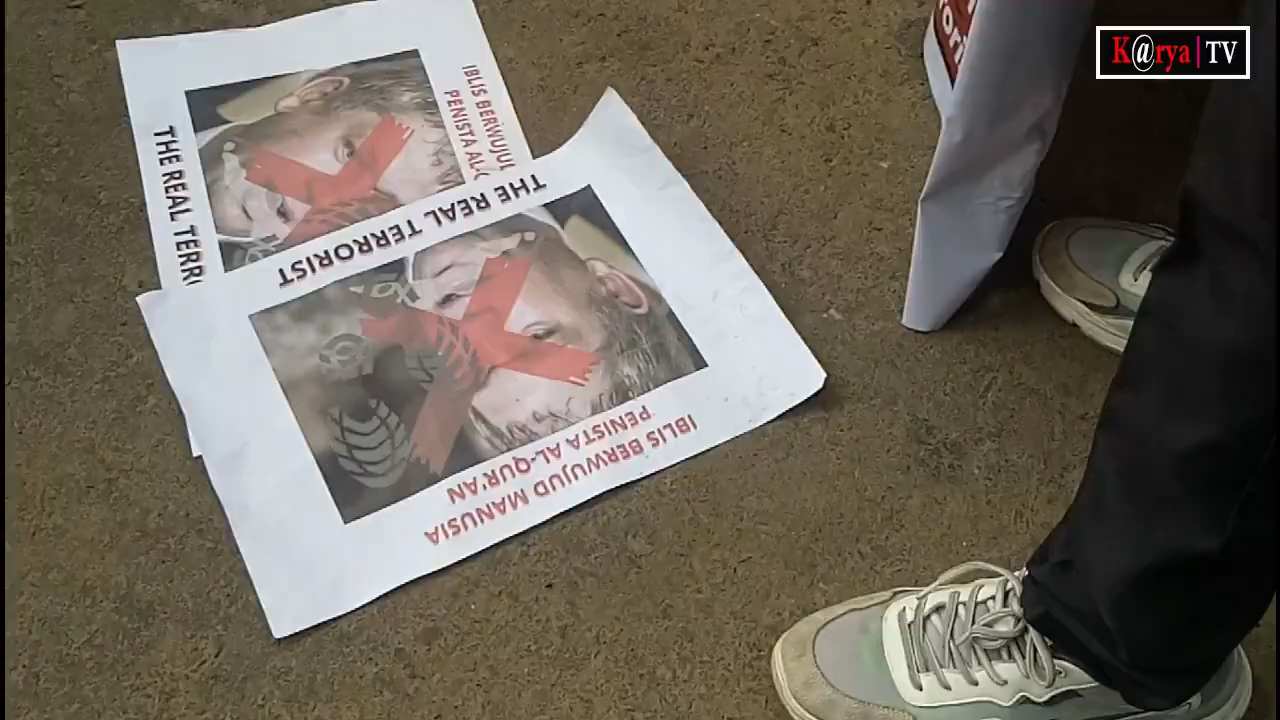 K@rya|TV
THE REAL TERR
IBLIS BERWUJU
PENISTA AL-
THE REAL TERRORIST
IBLIS BERWUJUD MANUSIA
PENISTA AL-QUR'AN